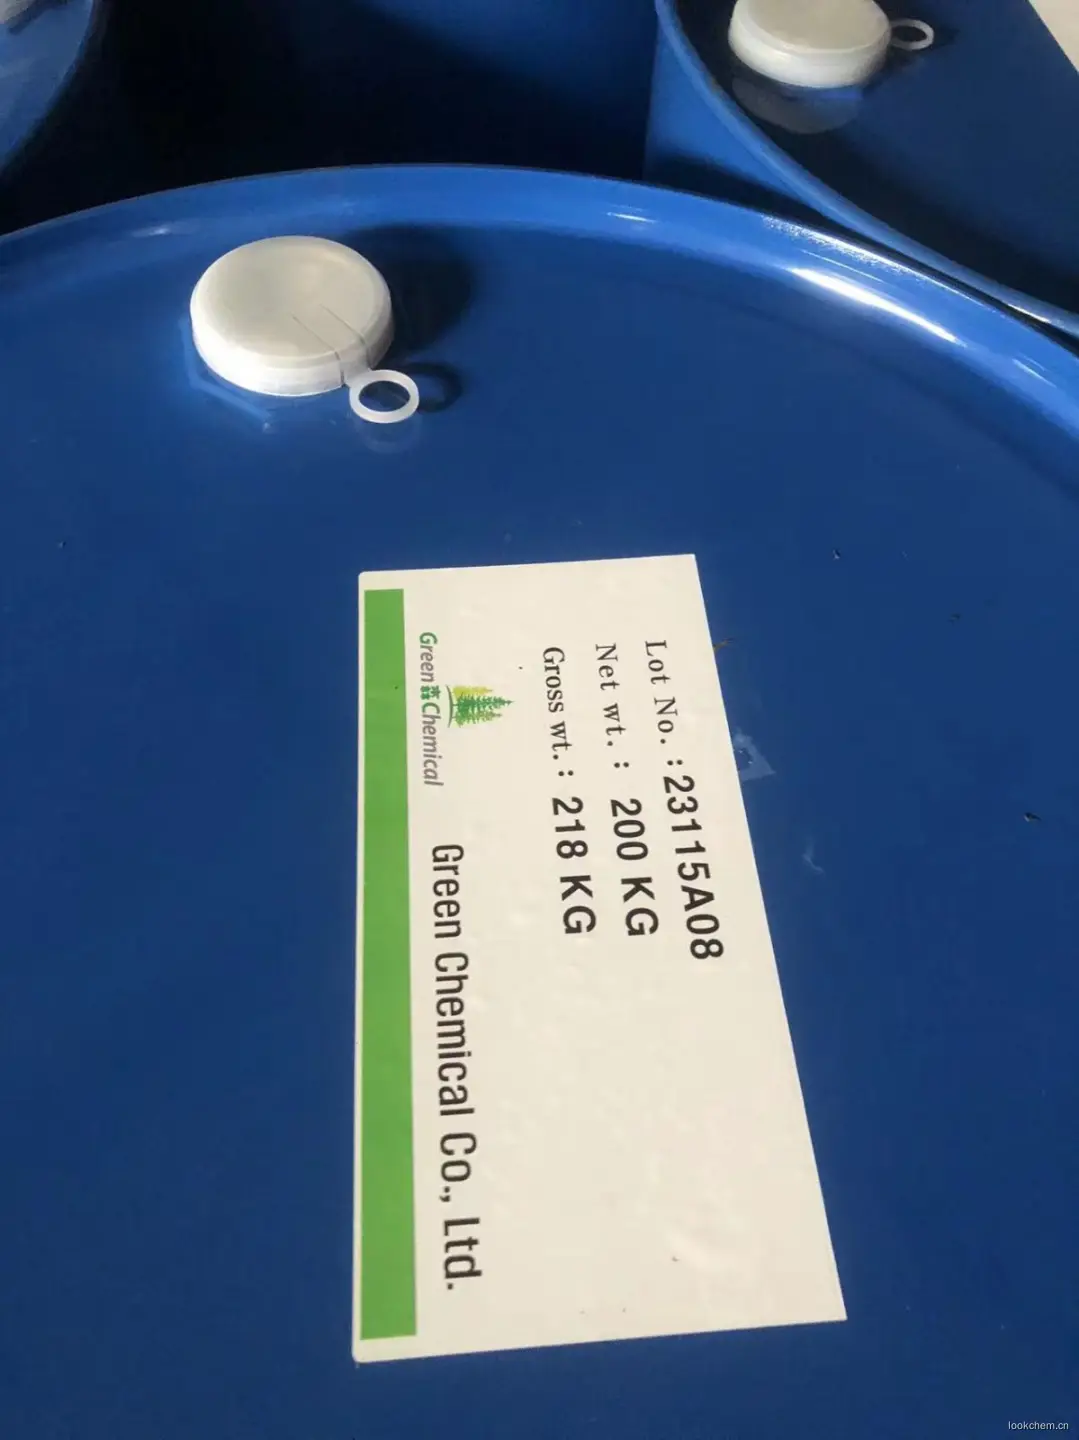 Lot No. :23115A08
Net wt. : 200 KG
Gross wt. : 218 KG
Green Chemical
Green Chemical Co., Ltd.
lookchem.cn